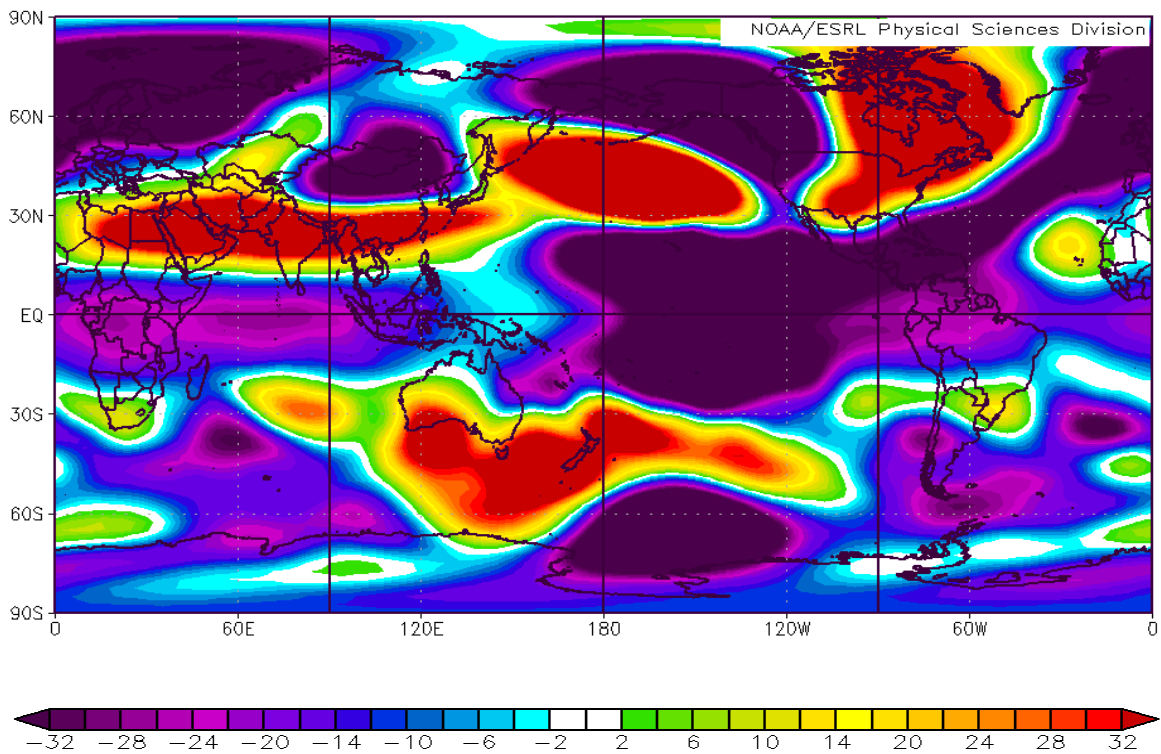 90N
NOAA/ESRL Physical Sciences Division
60N
30N
EQ
30S
60S
90S
0 60E 120E 180 120W 60W 0
-32 -28 -24 -20 -14 -10 -6 -2 2 6 10 14 20 24 28 32